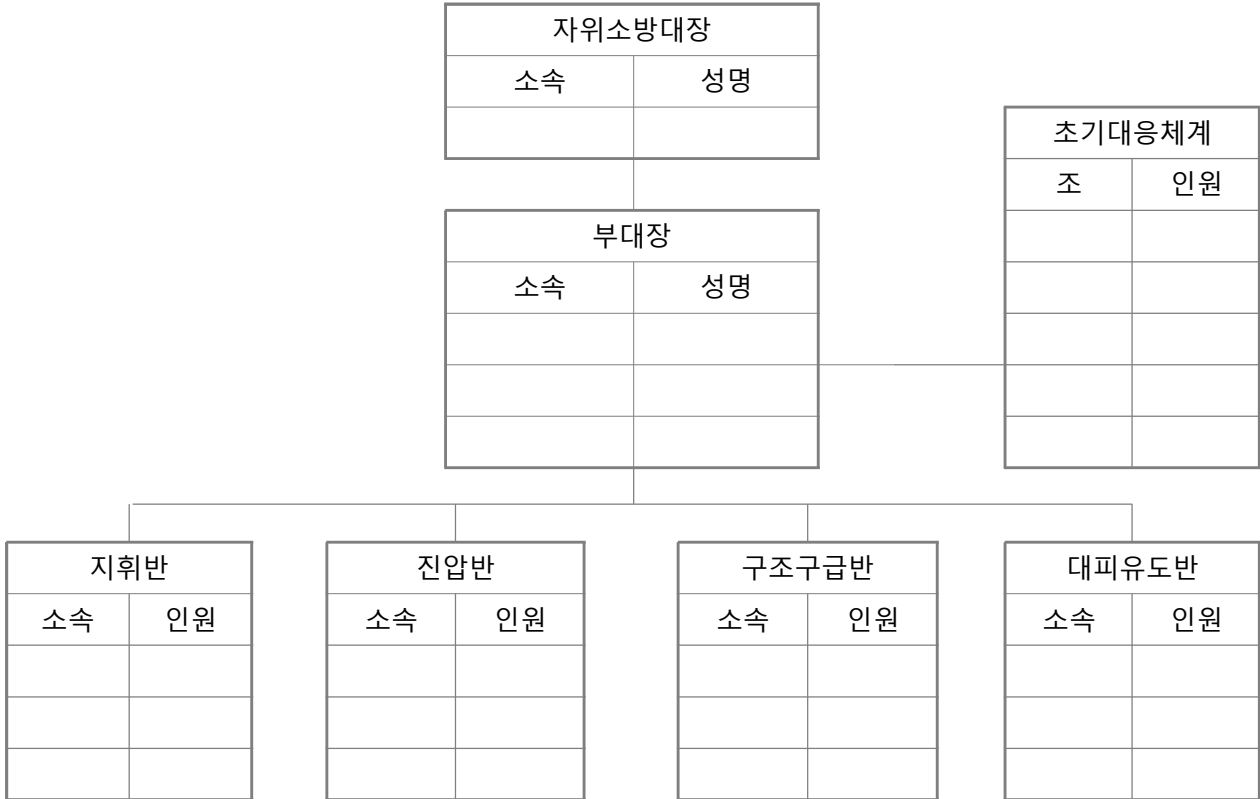 자위소방대장
소속 성명
초기대응체계
조 인원
부대장
소속 성명
지휘반 진압반 구조구급반 대피유도반
소속 인원 소속 인원 소속 인원 소속 인원